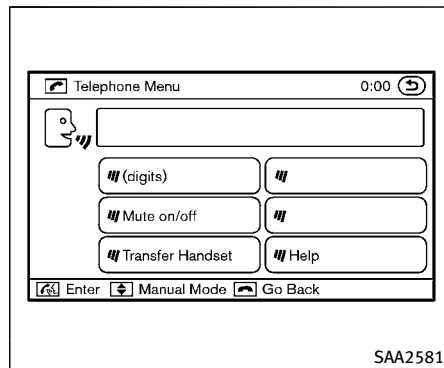 Telephone Menu 0:00
(digits)
Mute on/off
Transfer Handset Help
Enter Manual Mode Go Back
SAA2581